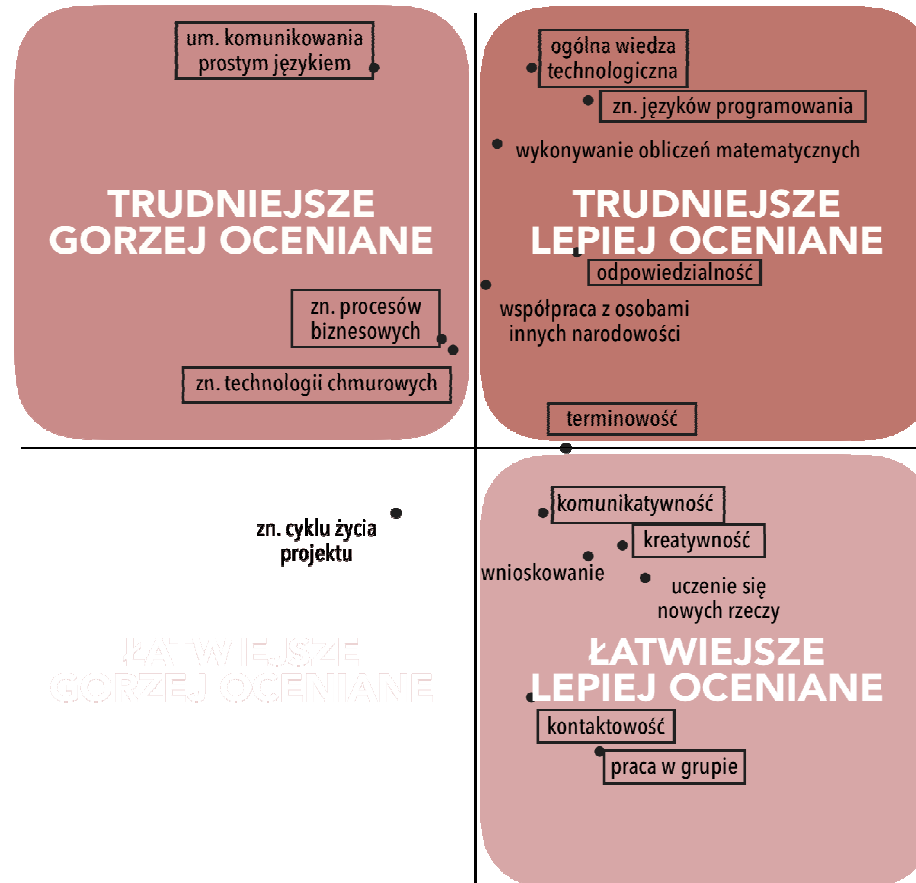 um. komunikowania
prostym językiem
TRUDNIEJSZE
GORZEJ OCENIANE
zn. procesów
biznesowych
zn. technologii chmurowych
ogólna wiedza
technologiczna
zn. języków programowania
wykonywanie obliczeń matematycznych
TRUDNIEJSZE
LEPIEJ OCENIANE
odpowiedzialność
współpraca z osobami
innych narodowości
terminowość
zn. cyklu życia
projektu
ŁATWIEJSZE
GORZEJ OCENIANE
komunikatywność
kreatywność
wnioskowanie
uczenie się
nowych rzeczy
ŁATWIEJSZE
LEPIEJ OCENIANE
kontaktowość
praca w grupie